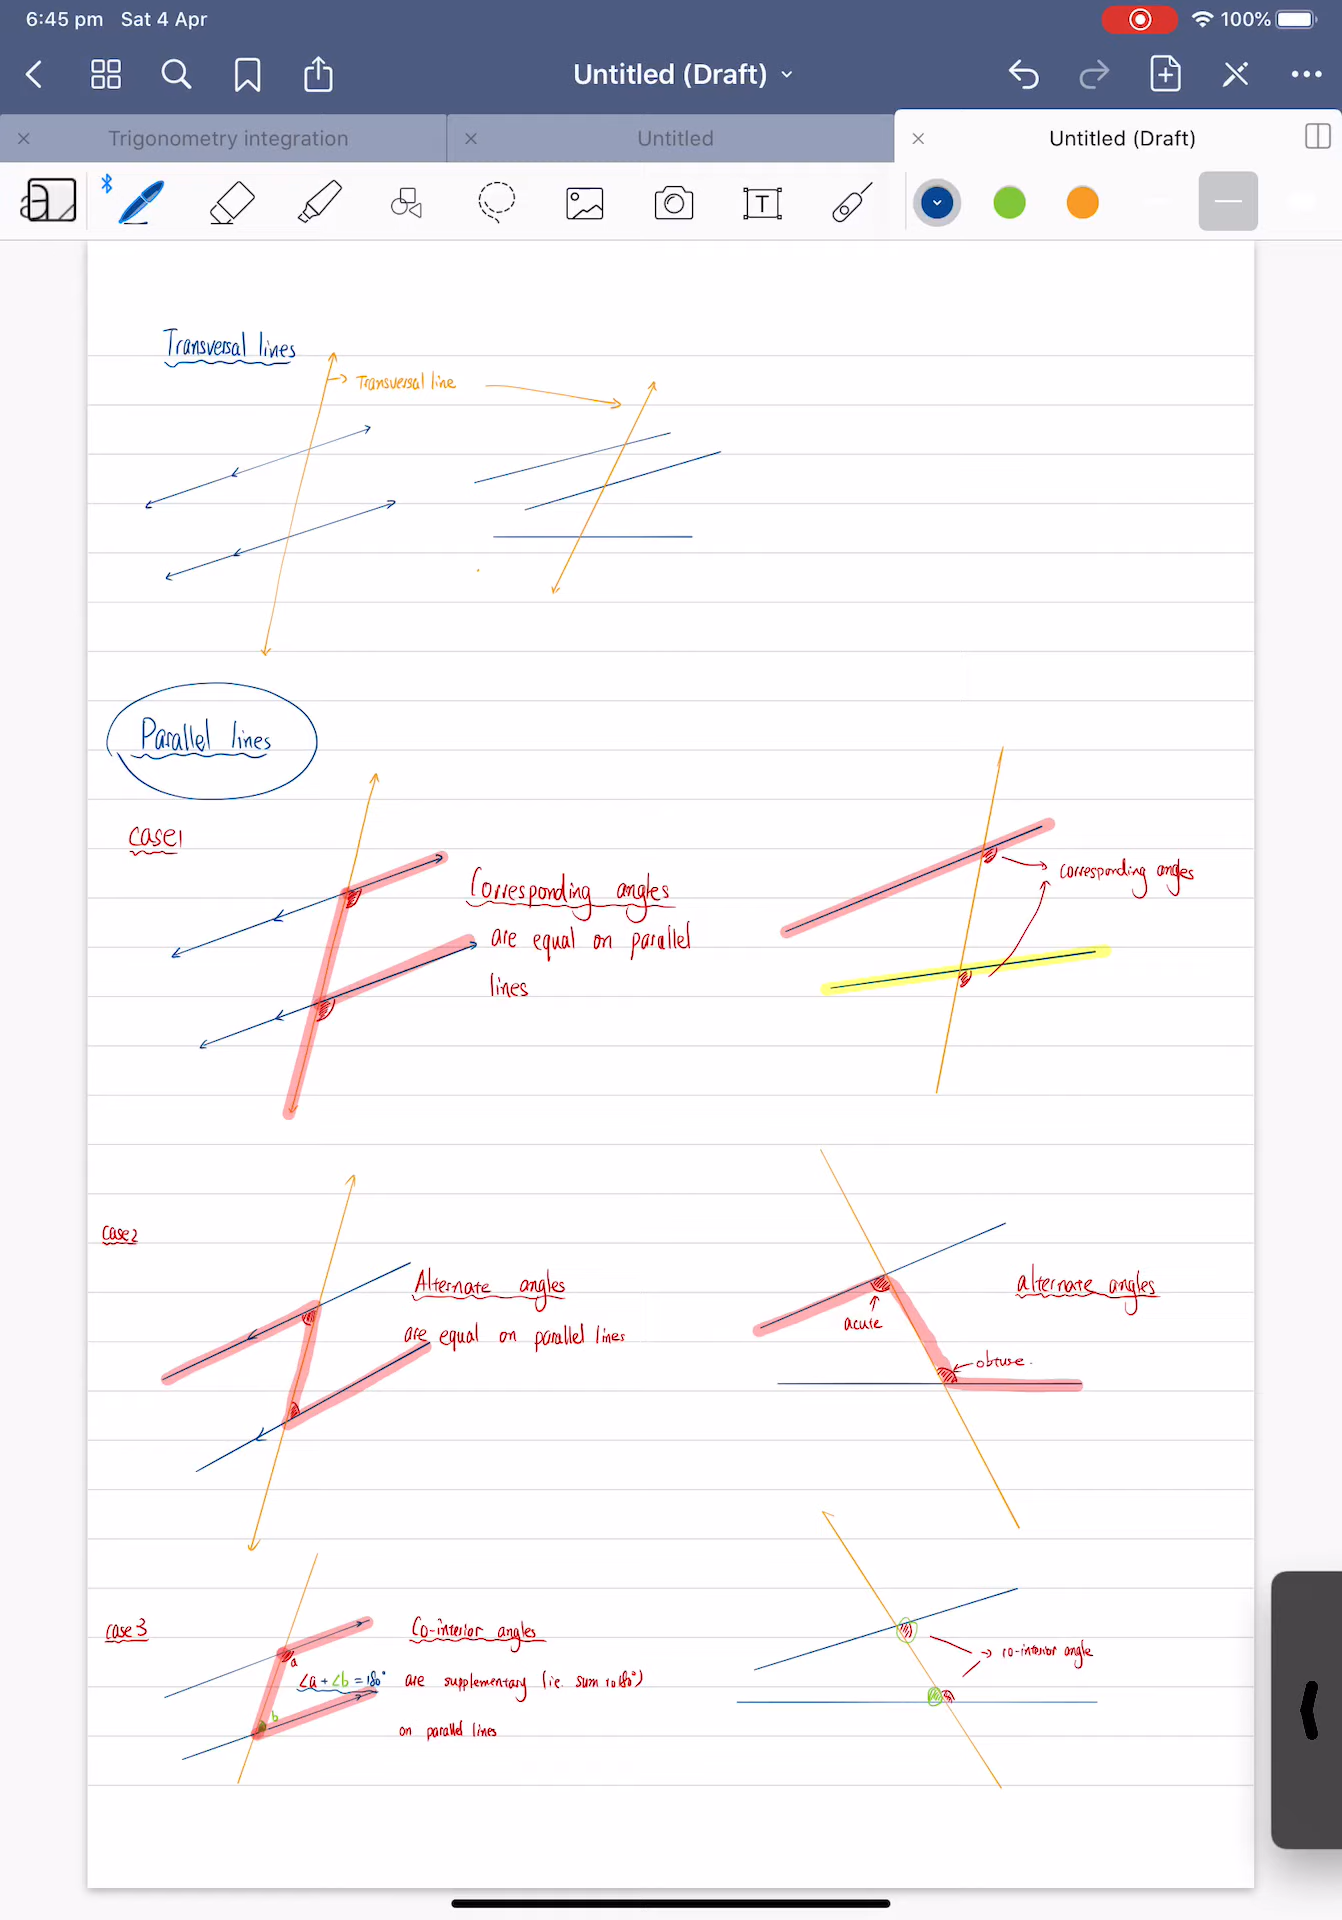 6:45 pm Sat 4 Apr
100%
Untitled (Draft)
Trigonometry integration
Untitled
Untitled (Draft)
a
T
Transversal lines
Transversal line
Parallel lines
case1
Corresponding angles
are equal on parallel
lines
corresponding angles
case2
Alternate angles
are equal on parallel lines
alternate angles
acute
obtuse.
case3
Co-interior angles
a
∠a + ∠b = 180°
are supplementary (ie. sum to 180°)
b
on parallel lines
co-interior angle